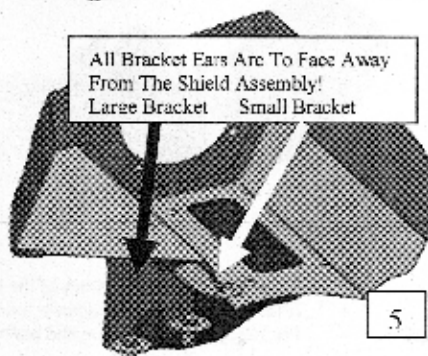 All Bracket Ears Are To Face Away
From The Shield Assembly!
Large Bracket Small Bracket
5